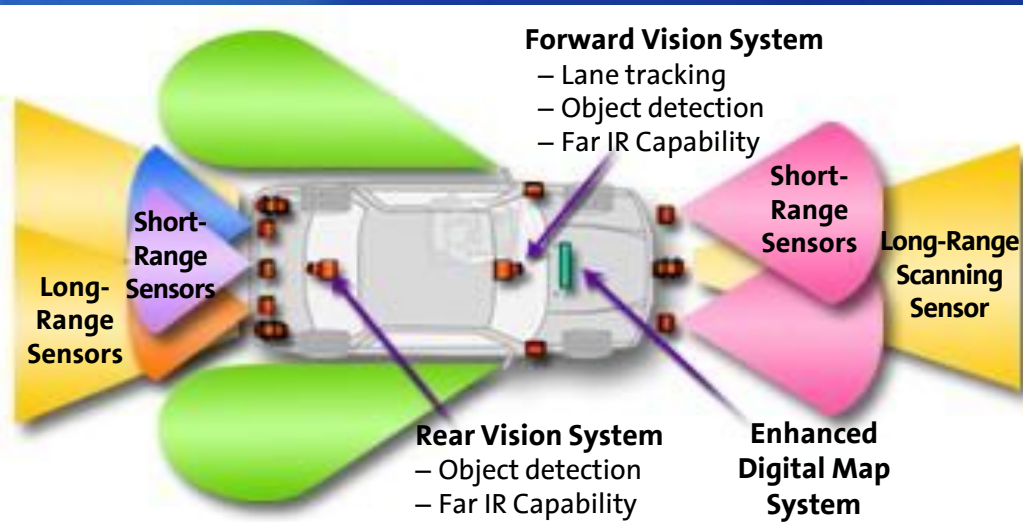 Forward Vision System
– Lane tracking
– Object detection
– Far IR Capability
Short-
Range
Sensors
Long-Range
Scanning
Sensor
Short-
Range
Sensors
Long-
Range
Sensors
Rear Vision System
– Object detection
– Far IR Capability
Enhanced
Digital Map
System